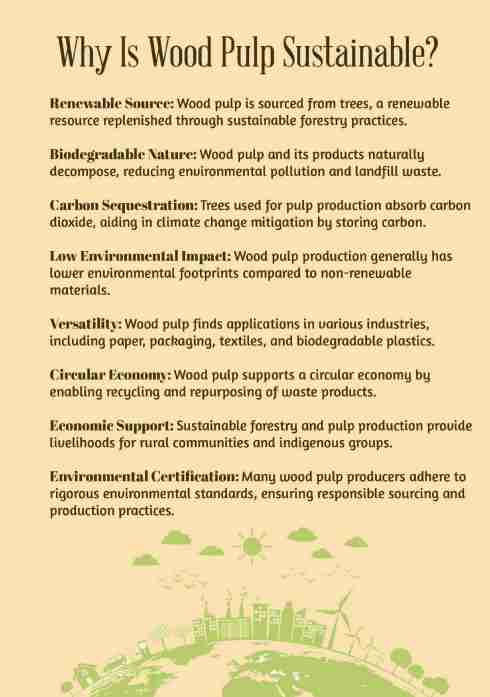 Why Is Wood Pulp Sustainable?
Renewable Source: Wood pulp is sourced from trees, a renewable
resource replenished through sustainable forestry practices.
Biodegradable Nature: Wood pulp and its products naturally
decompose, reducing environmental pollution and landfill waste.
Carbon Sequestration: Trees used for pulp production absorb carbon
dioxide, aiding in climate change mitigation by storing carbon.
Low Environmental Impact: Wood pulp production generally has
lower environmental footprints compared to non-renewable
materials.
Versatility: Wood pulp finds applications in various industries,
including paper, packaging, textiles, and biodegradable plastics.
Circular Economy: Wood pulp supports a circular economy by
enabling recycling and repurposing of waste products.
Economic Support: Sustainable forestry and pulp production provide
livelihoods for rural communities and indigenous groups.
Environmental Certification: Many wood pulp producers adhere to
rigorous environmental standards, ensuring responsible sourcing and
production practices.